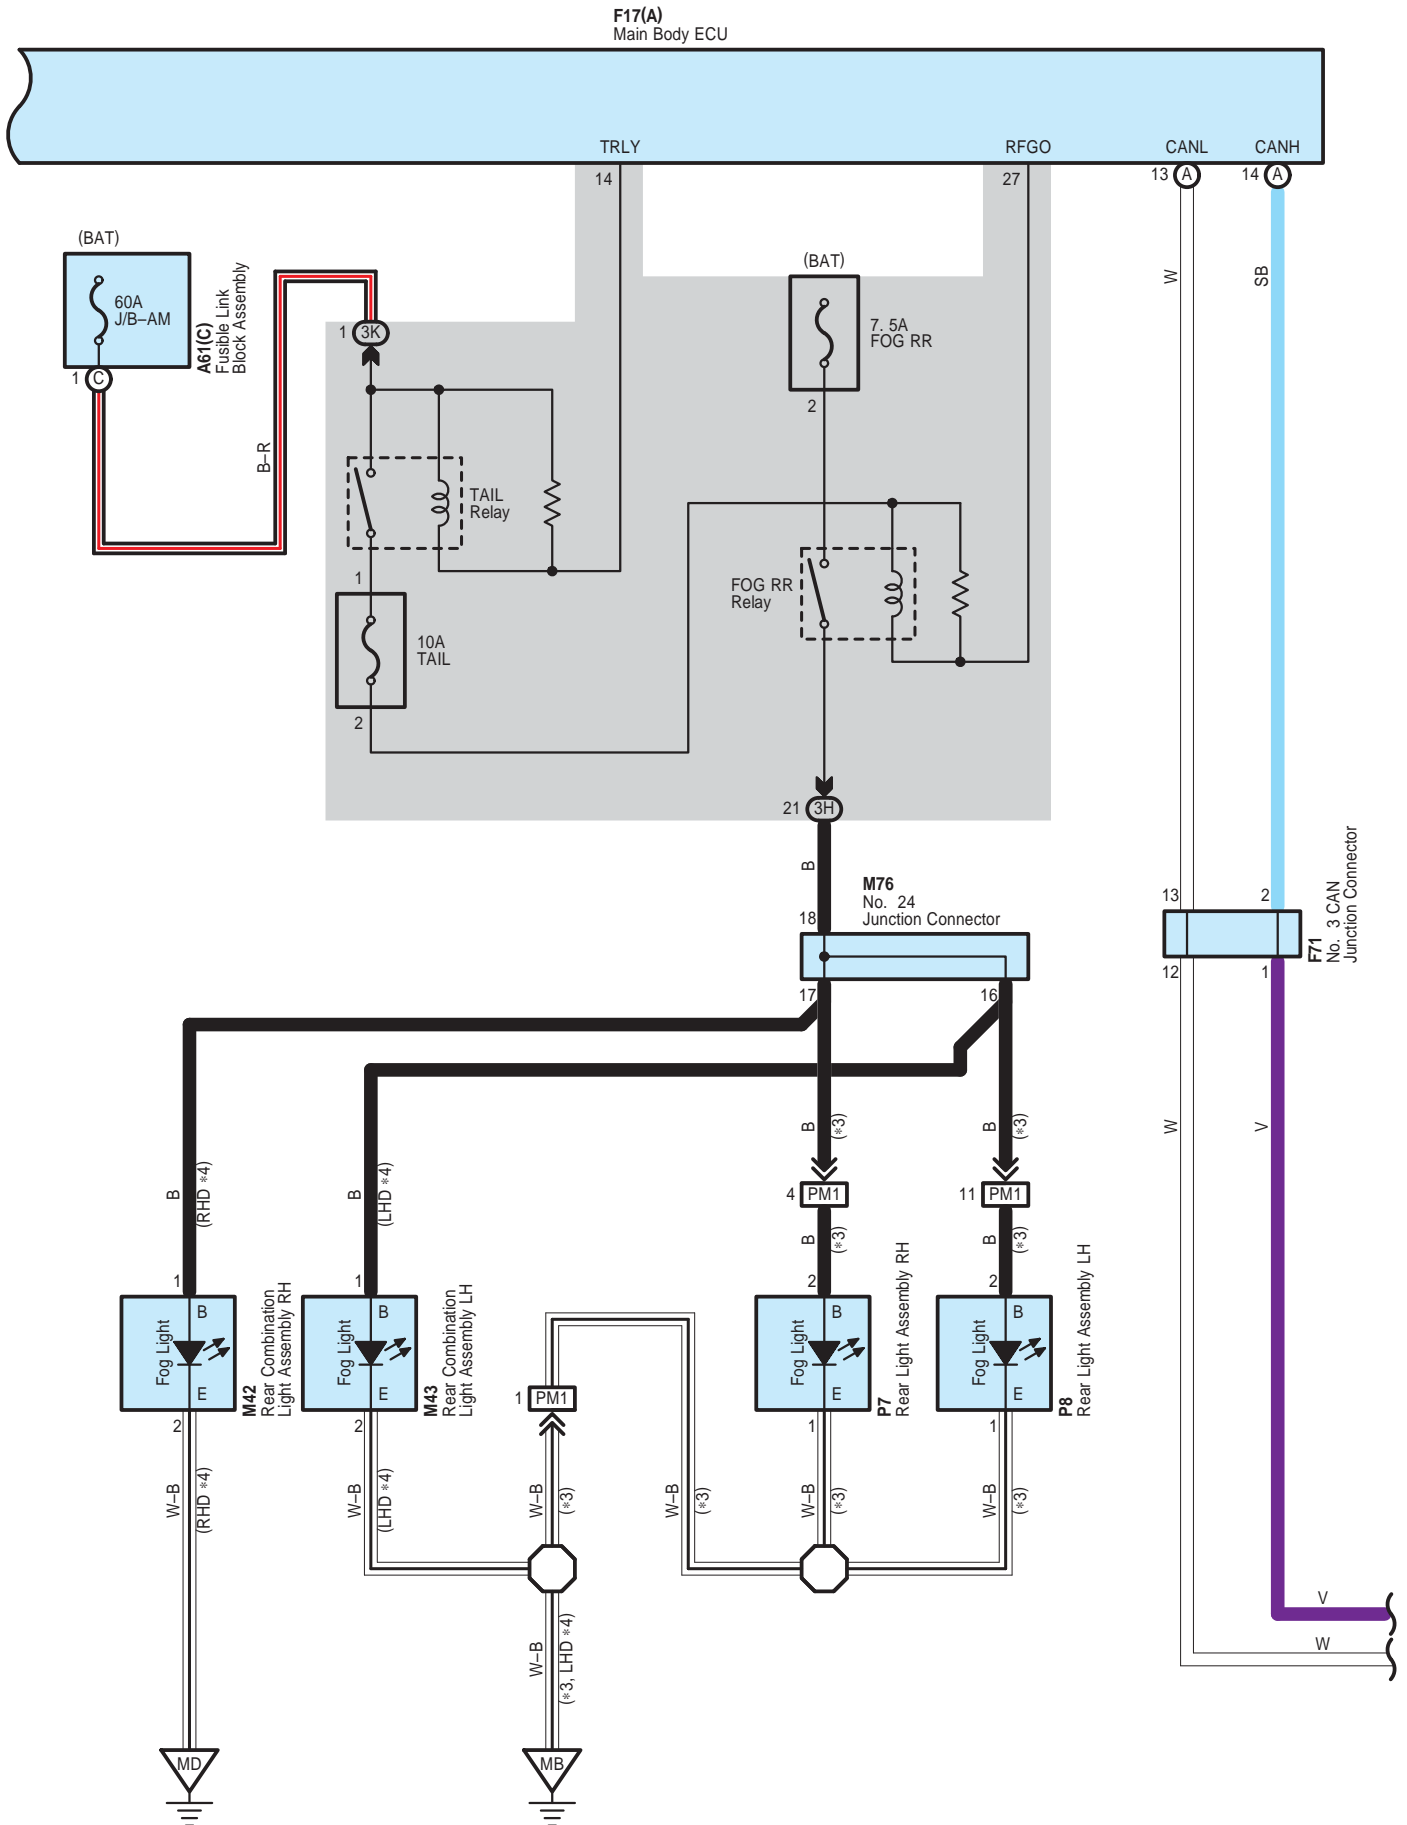 F17(A)
Main Body ECU
TRLY
RFGO
CANL
CANH
14
27
13
A
14
A
(BAT)
60A
J/B–AM
A61(C)
Fusible Link
Block Assembly
1
C
B–R
1
3K
(BAT)
7. 5A
FOG RR
2
W
SB
TAIL
Relay
1
10A
TAIL
2
FOG RR
Relay
21
3H
B
M76
No. 24
Junction Connector
18
17
16
13
2
F71
No. 3 CAN
Junction Connector
12
1
B
(RHD *4)
B
(LHD *4)
B
(*3)
B
(*3)
W
V
4
PM1
11
PM1
B
(*3)
B
(*3)
1
B
Fog Light
E
2
M42
Rear Combination
Light Assembly RH
1
B
Fog Light
E
2
M43
Rear Combination
Light Assembly LH
1
PM1
2
B
Fog Light
E
1
P7
Rear Light Assembly RH
2
B
Fog Light
E
1
P8
Rear Light Assembly LH
W–B
(RHD *4)
W–B
(LHD *4)
W–B
(*3)
W–B
(*3)
W–B
(*3)
W–B
(*3)
W–B
(*3, LHD *4)
V
W
MD
MB